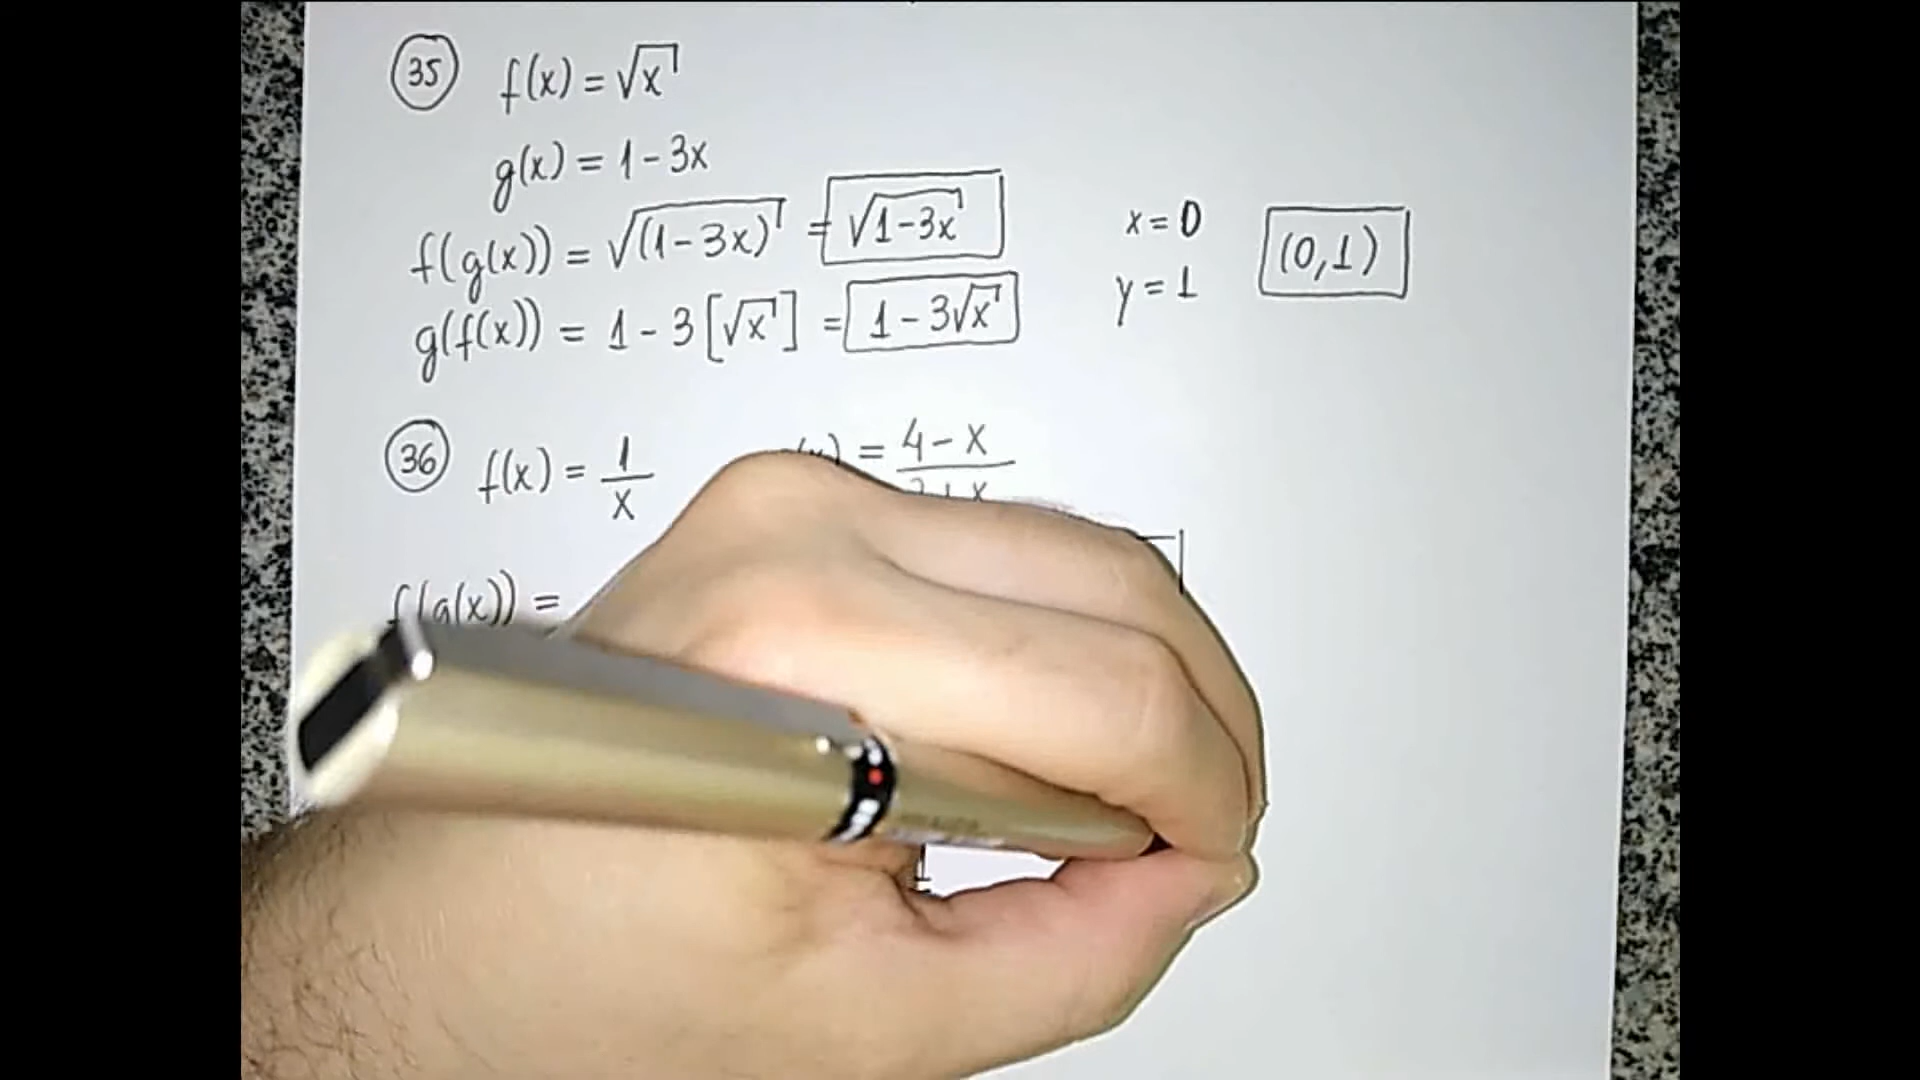 35 f(x) = √x
g(x) = 1 - 3x
f(g(x)) = √(1-3x) = √1-3x
g(f(x)) = 1 - 3[√x] = 1 - 3√x
x = 0
y = 1
(0,1)
36 f(x) = 1/x
= 4-x
f(g(x)) =